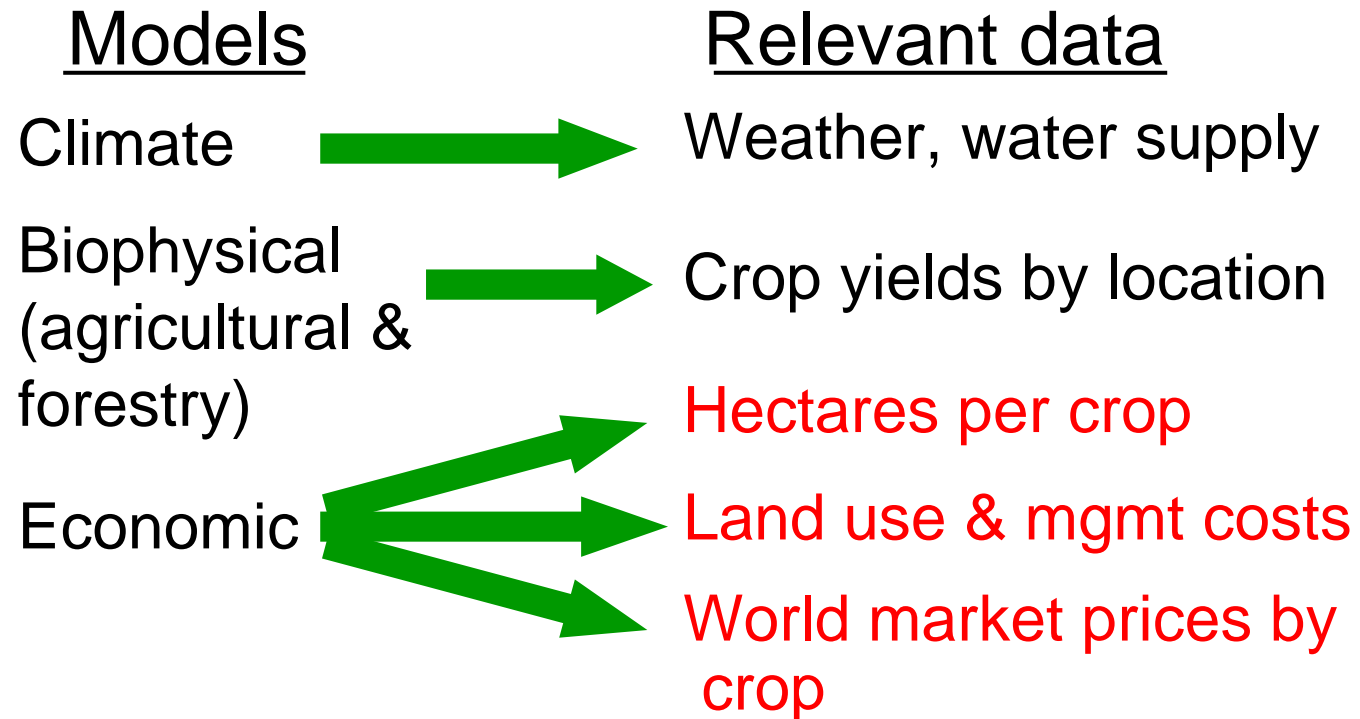 Models
Relevant data
Climate
Weather, water supply
Biophysical
(agricultural &
forestry)
Crop yields by location
Economic
Hectares per crop
Land use & mgmt costs
World market prices by
crop